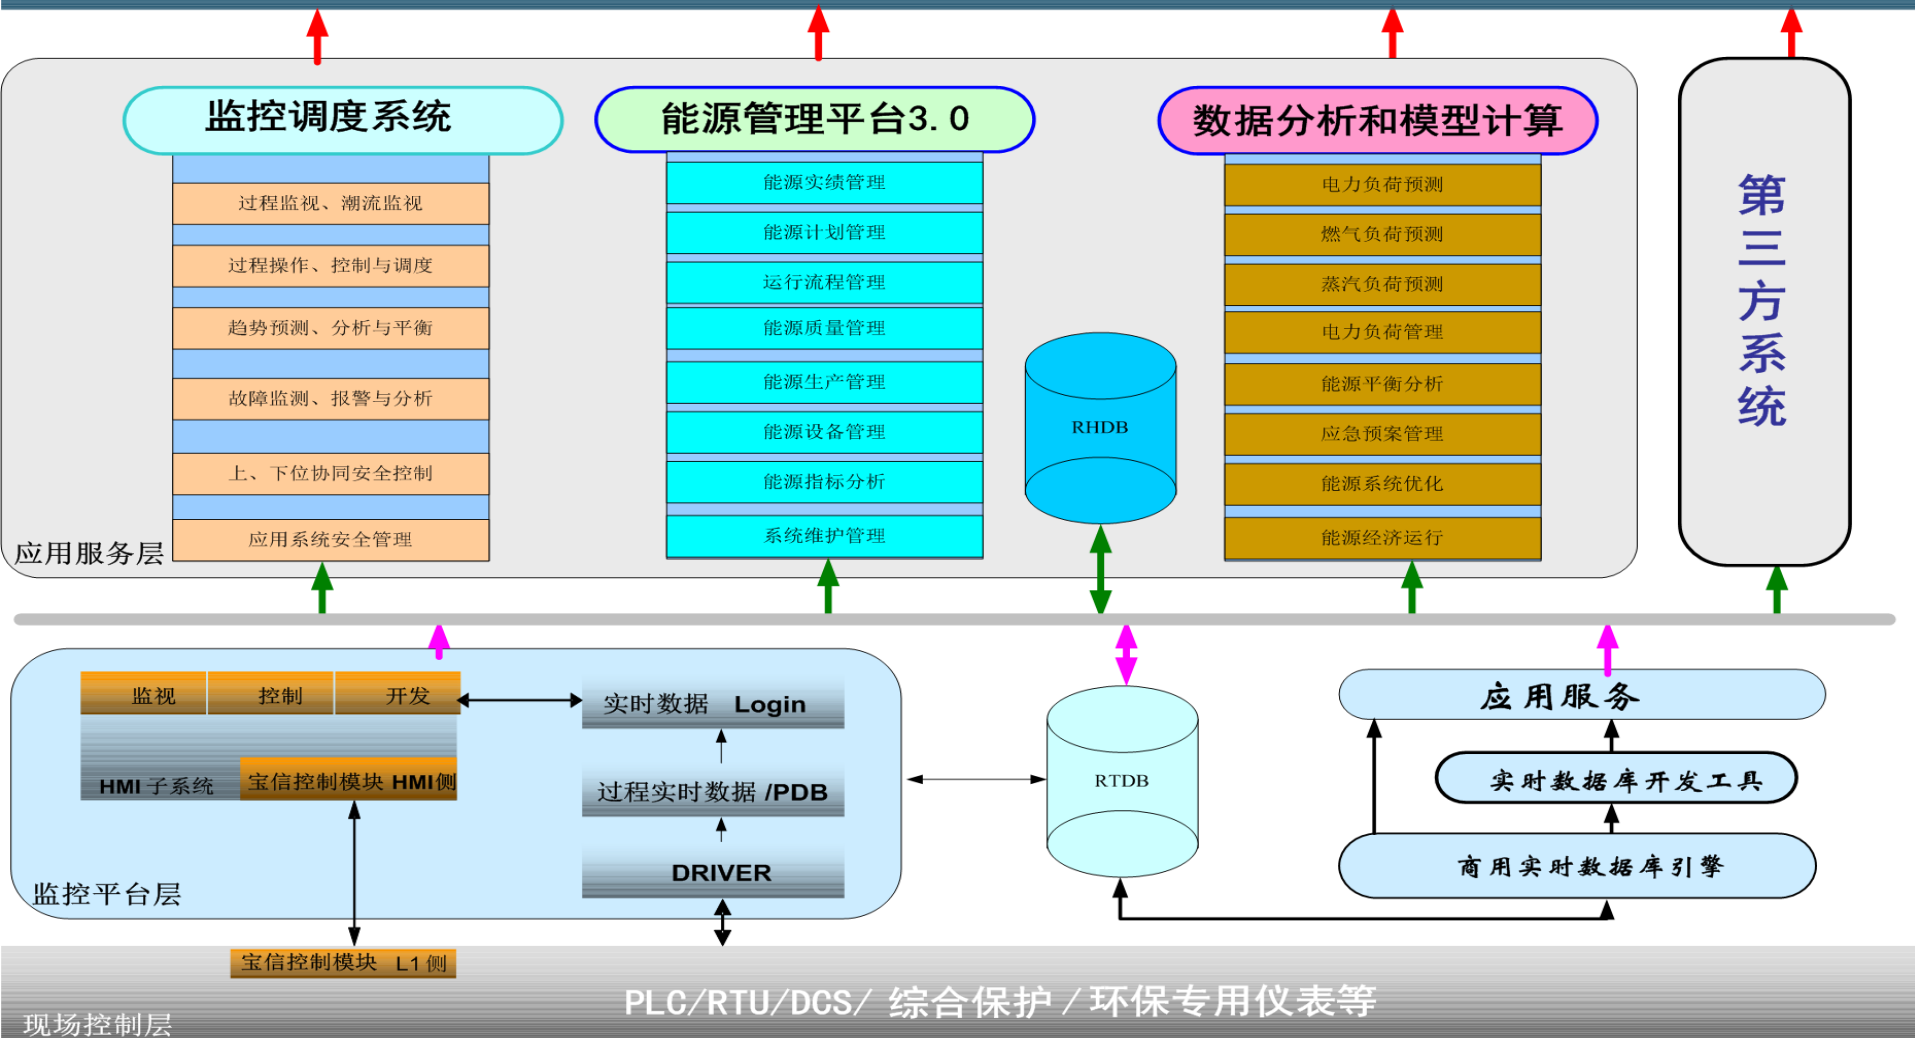 监控调度系统
过程监视、潮流监视
过程操作、控制与调度
趋势预测、分析与平衡
故障监测、报警与分析
上、下位协同安全控制
应用系统安全管理
能源管理平台3.0
能源实绩管理
能源计划管理
运行流程管理
能源质量管理
能源生产管理
能源设备管理
能源指标分析
系统维护管理
RHDB
数据分析和模型计算
电力负荷预测
燃气负荷预测
蒸汽负荷预测
电力负荷管理
能源平衡分析
应急预案管理
能源系统优化
能源经济运行
第三方系统
应用服务层
监视
控制
开发
HMI 子系统
宝信控制模块 HMI侧
实时数据 Login
过程实时数据 /PDB
DRIVER
监控平台层
RTDB
应用服务
实时数据库开发工具
商用实时数据库引擎
宝信控制模块 L1 侧
PLC/RTU/DCS/ 综合保护 / 环保专用仪表等
现场控制层